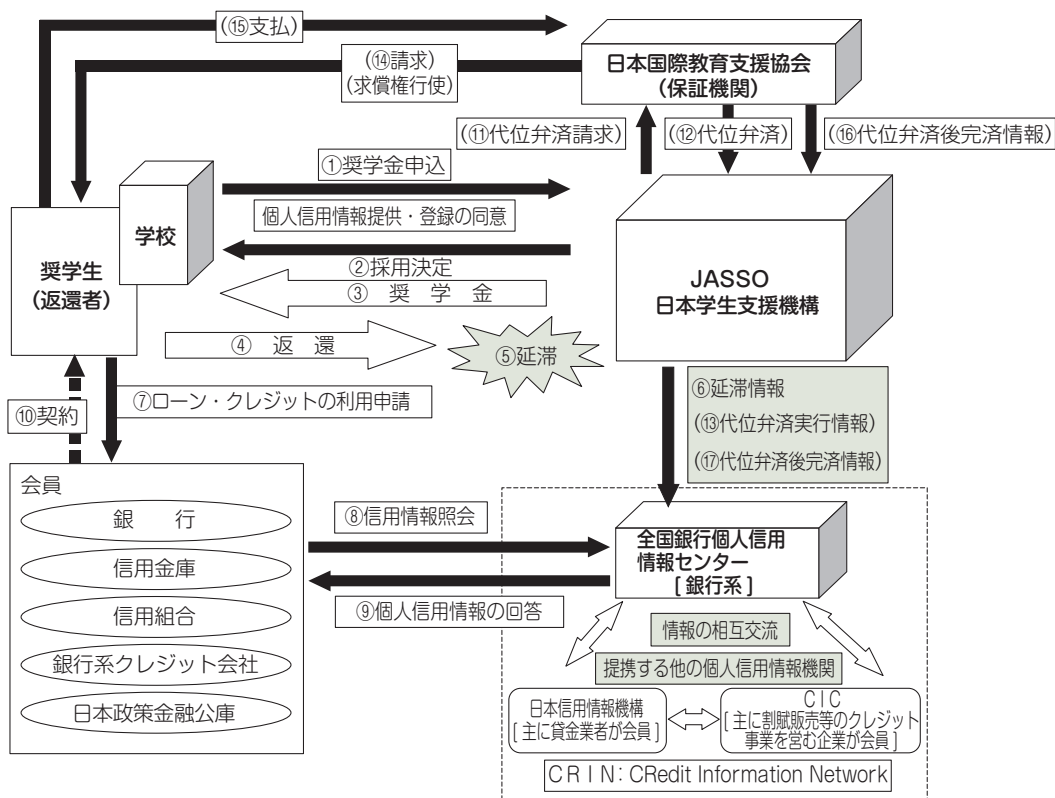 (⑮支払)
(⑭請求)
(求償権行使)
日本国際教育支援協会
(保証機関)
(⑪代位弁済請求)
(⑫代位弁済)
(⑯代位弁済後完済情報)
①奨学金申込
個人信用情報提供・登録の同意
学校
奨学生
(返還者)
②採用決定
③ 奨 学 金
JASSO
日本学生支援機構
④ 返 還
⑤延滞
⑥延滞情報
(⑬代位弁済実行情報)
(⑰代位弁済後完済情報)
⑦ローン・クレジットの利用申請
⑩契約
会員
銀 行
信用金庫
信用組合
銀行系クレジット会社
日本政策金融公庫
⑧信用情報照会
⑨個人信用情報の回答
全国銀行個人信用
情報センター
[ 銀行系 ]
情報の相互交流
提携する他の個人信用情報機関
日本信用情報機構
[ 主に貸金業者が会員 ]
CIC
[ 主に割賦販売等のクレジット
事業を営む企業が会員 ]
CRIN: CRedit Information Network